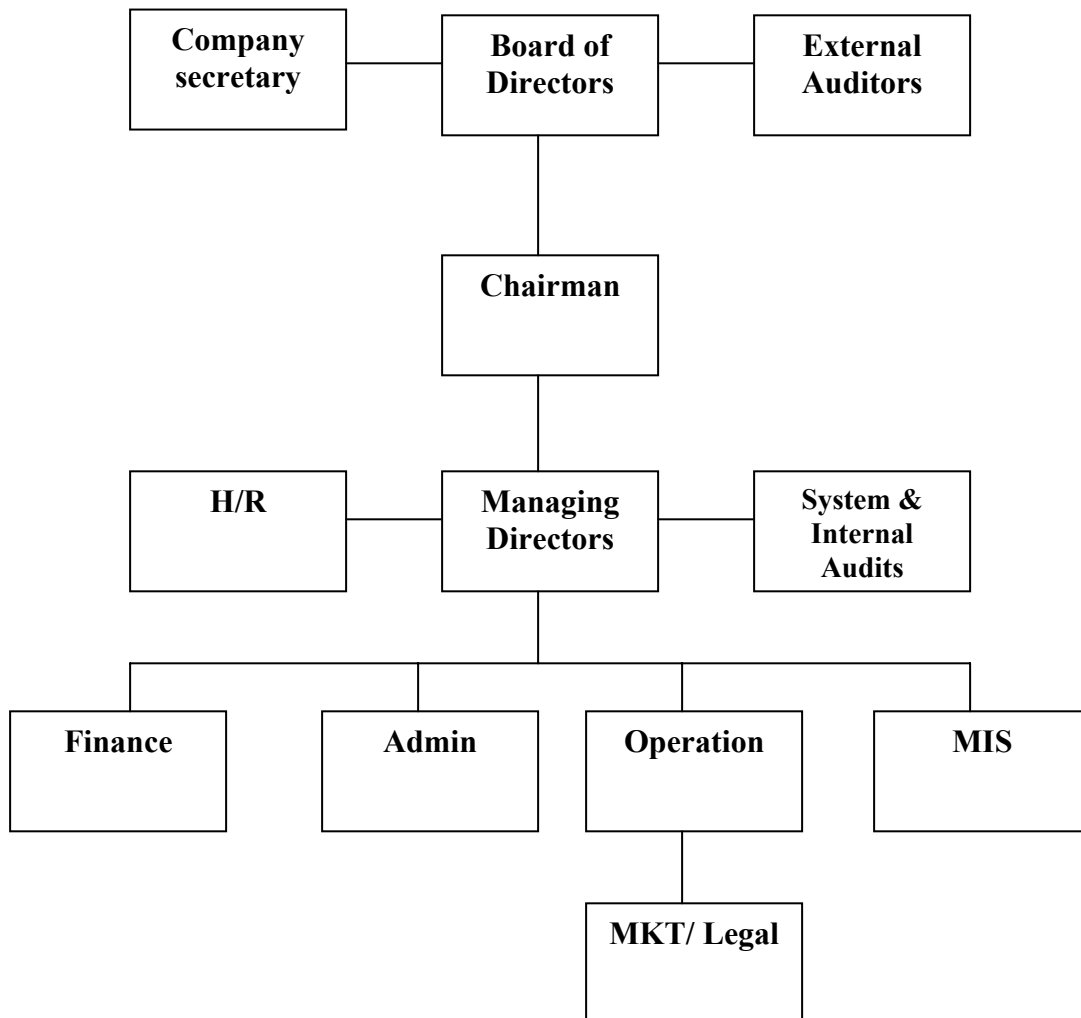 Company
secretary
Board of
Directors
External
Auditors
Chairman
H/R
Managing
Directors
System &
Internal
Audits
Finance
Admin
Operation
MIS
MKT/ Legal